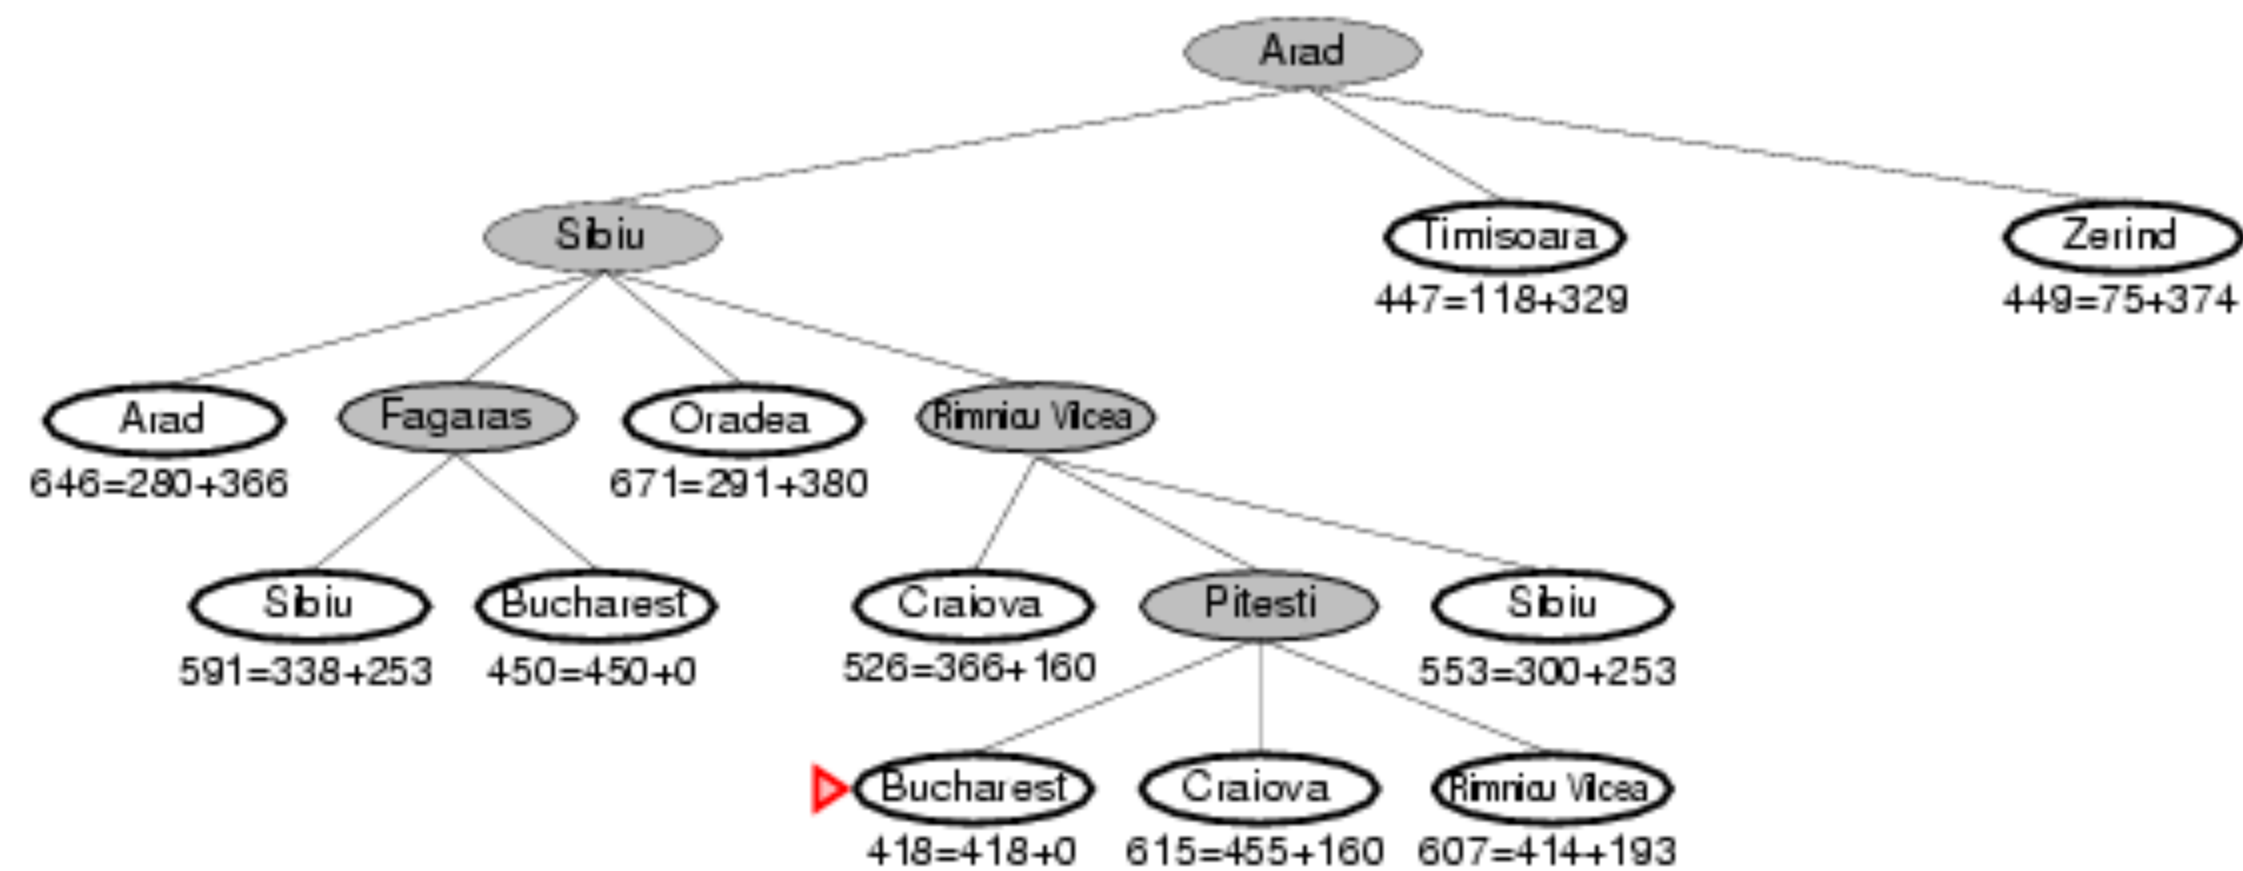 Arad
Sibiu Timisoara Zerind
447=118+329 449=75+374
Arad Fagaras Oradea Rimnicu Vilcea
646=280+366 671=291+380
Sibiu Bucharest Craiova Pitesti Sibiu
591=338+253 450=450+0 526=366+160 553=300+253
Bucharest Craiova Rimnicu Vilcea
418=418+0 615=455+160 607=414+193